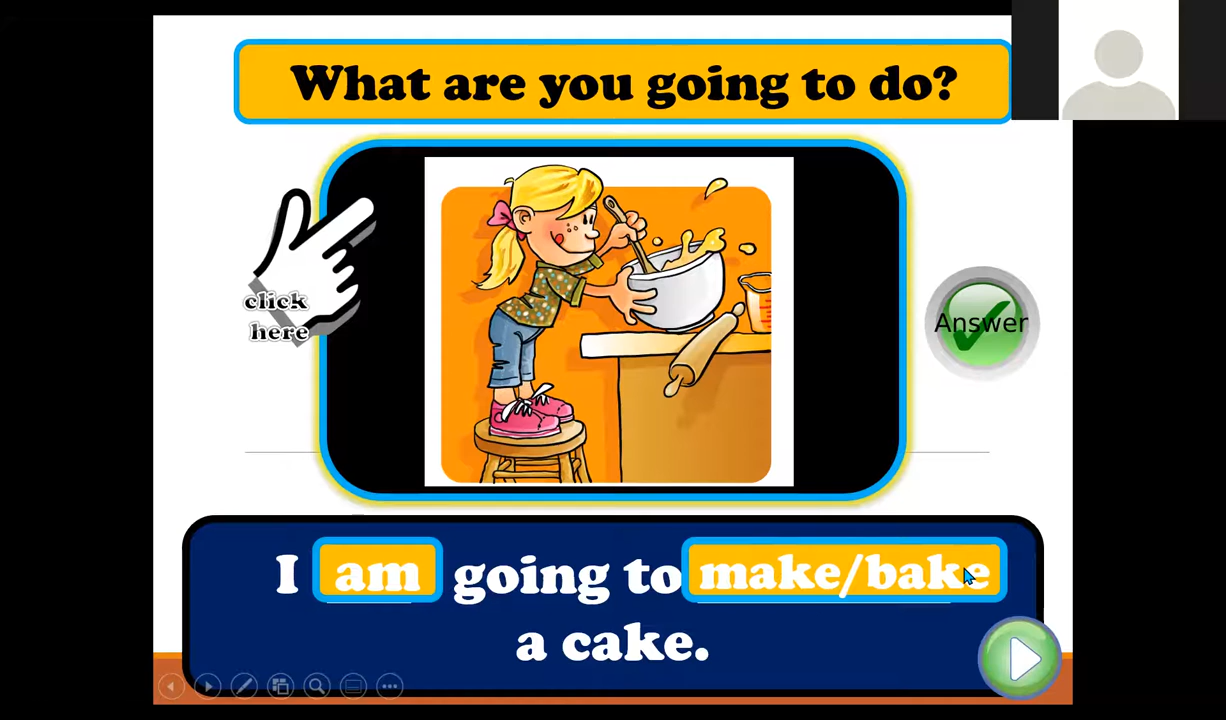 What are you going to do?
click
here
Answer
I am going to make/bake
a cake.